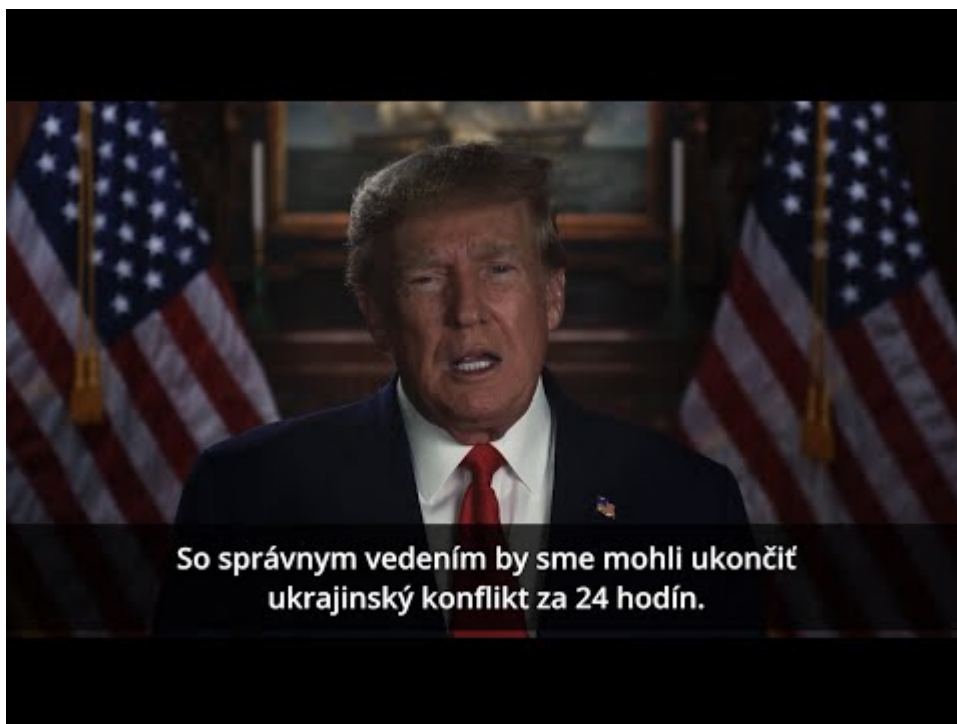 So správnym vedením by sme mohli ukončiť
ukrajinský konflikt za 24 hodín.